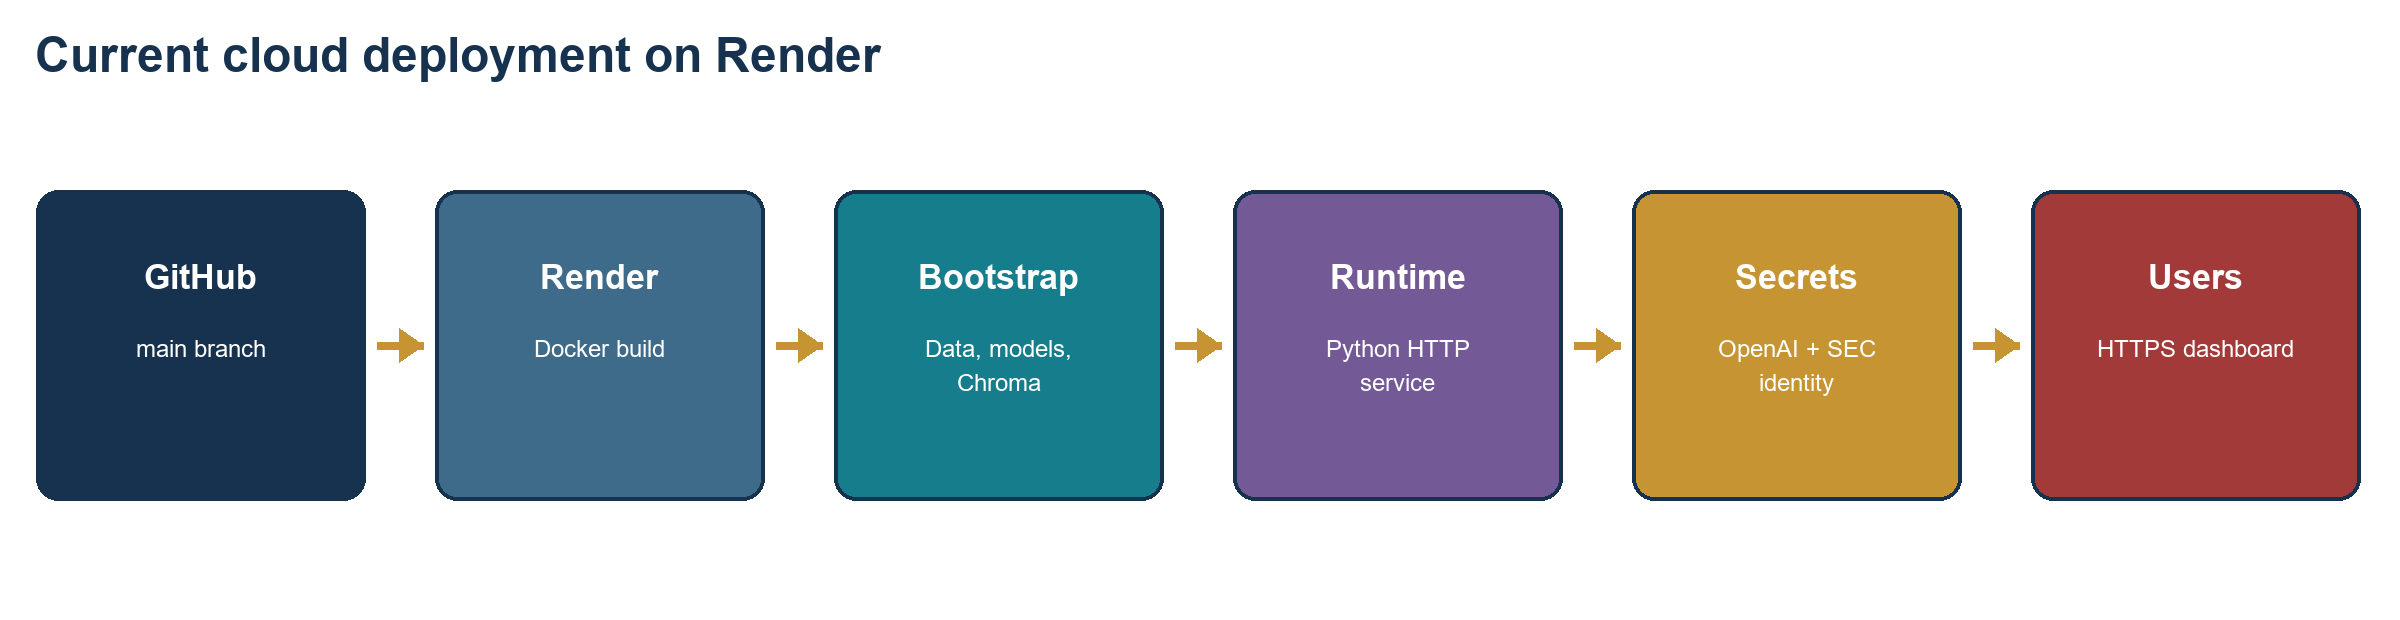 Current cloud deployment on Render
GitHub
main branch
Render
Docker build
Bootstrap
Data, models,
Chroma
Runtime
Python HTTP
service
Secrets
OpenAI + SEC
identity
Users
HTTPS dashboard